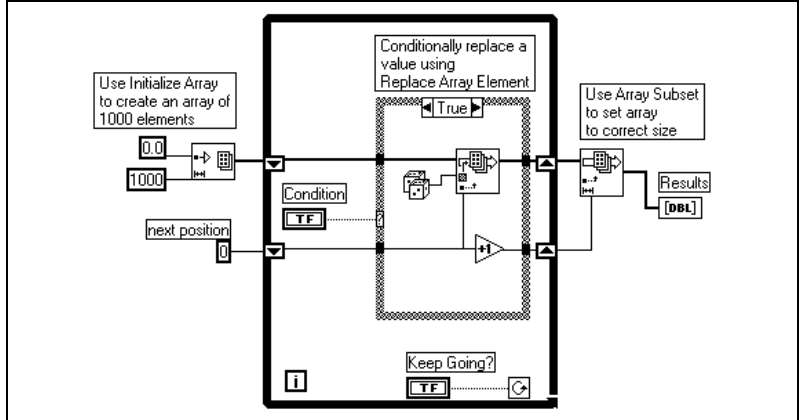 Conditionally replace a
value using
Replace Array Element
Use Initialize Array
to create an array of
1000 elements
True
Use Array Subset
to set array
to correct size
0.0
1000
Condition
TF
?
Results
[DBL]
next position
0
+1
Keep Going?
i
TF